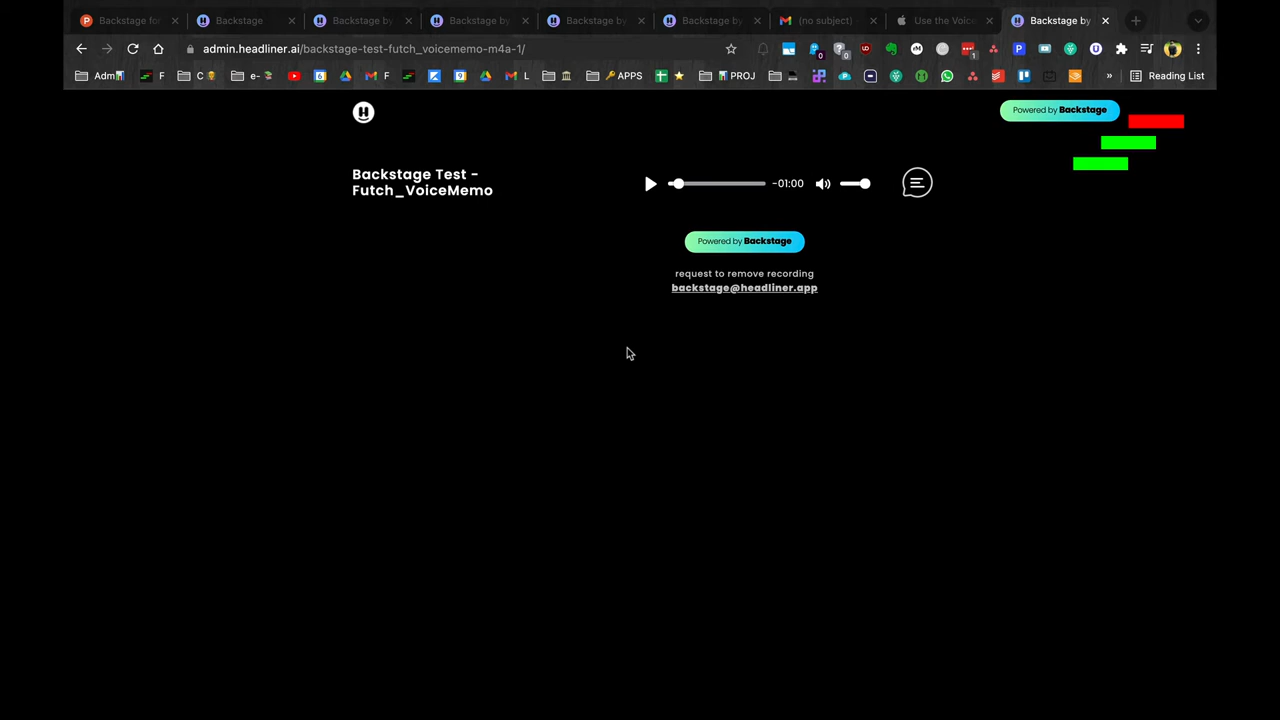 Backstage for
Backstage
Backstage by
Backstage by
Backstage by
Backstage by
(no subject) -
Use the Voice
Backstage by
admin.headliner.ai/backstage-test-futch_voicememo-m4a-1/
Adm
F
C
e-
6
F
9
L
APPS
PROJ
»
Reading List
Powered by Backstage
Backstage Test -
Futch_VoiceMemo
-01:00
Powered by Backstage
request to remove recording
backstage@headliner.app